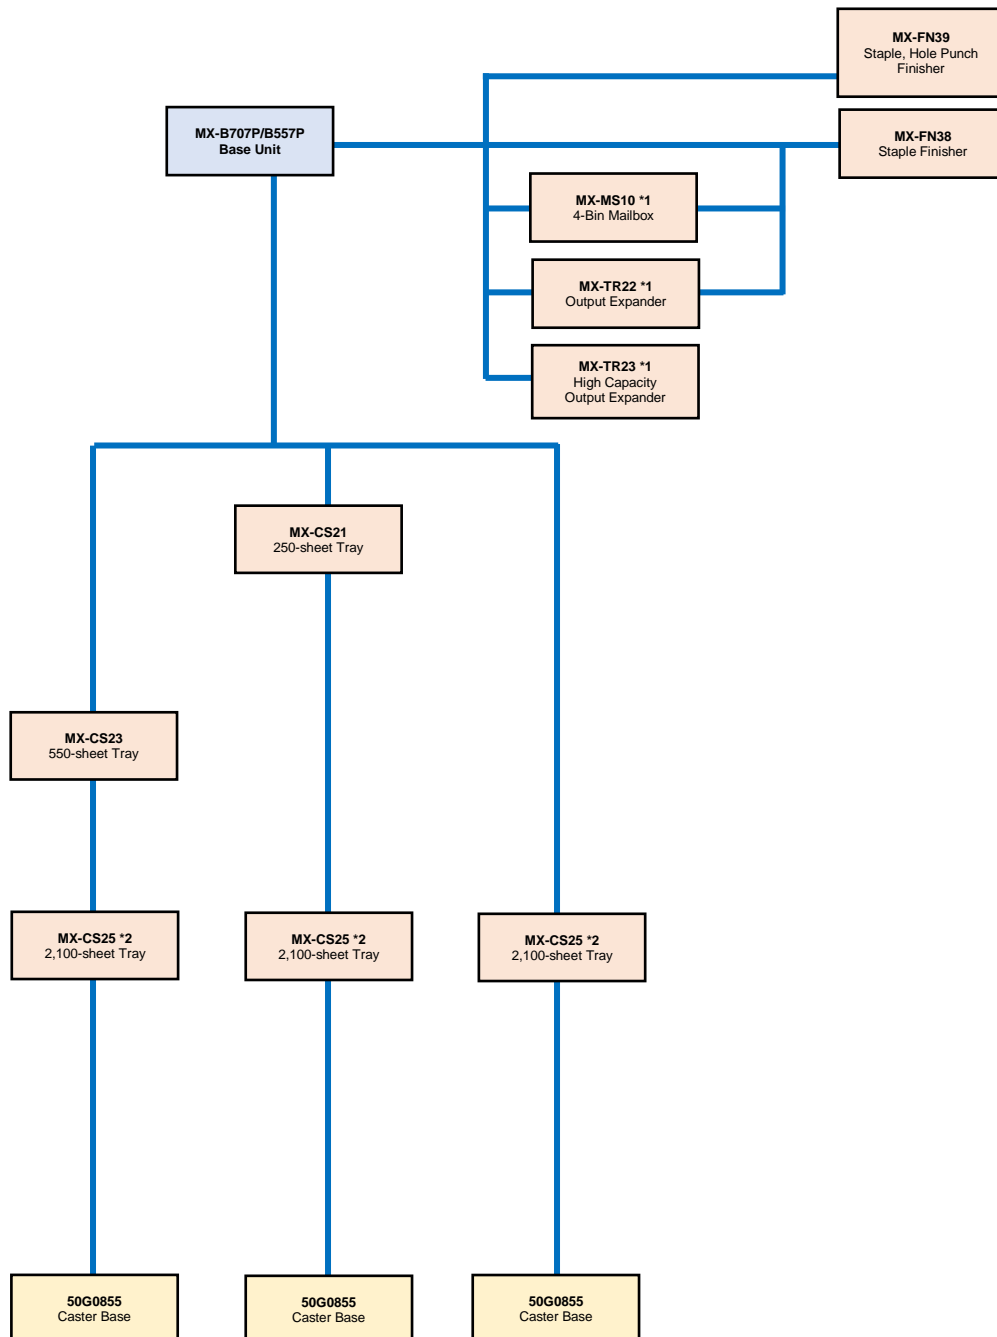 MX-FN39
Staple, Hole Punch
Finisher
MX-B707P/B557P
Base Unit
MX-FN38
Staple Finisher
MX-MS10 *1
4-Bin Mailbox
MX-TR22 *1
Output Expander
MX-TR23 *1
High Capacity
Output Expander
MX-CS21
250-sheet Tray
MX-CS23
550-sheet Tray
MX-CS25 *2
2,100-sheet Tray
MX-CS25 *2
2,100-sheet Tray
MX-CS25 *2
2,100-sheet Tray
50G0855
Caster Base
50G0855
Caster Base
50G0855
Caster Base